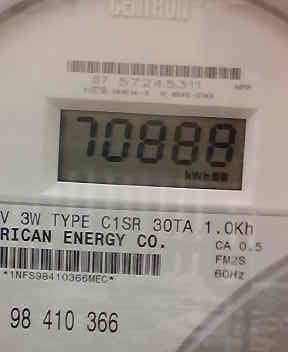 CENTRON
57 57245311
70888
kWh
V 3W TYPE C1SR 30TA 1.0Kh
RICAN ENERGY CO.
CA 0.5
FM2S
60Hz
*1NFS98410366MEC*
98 410 366